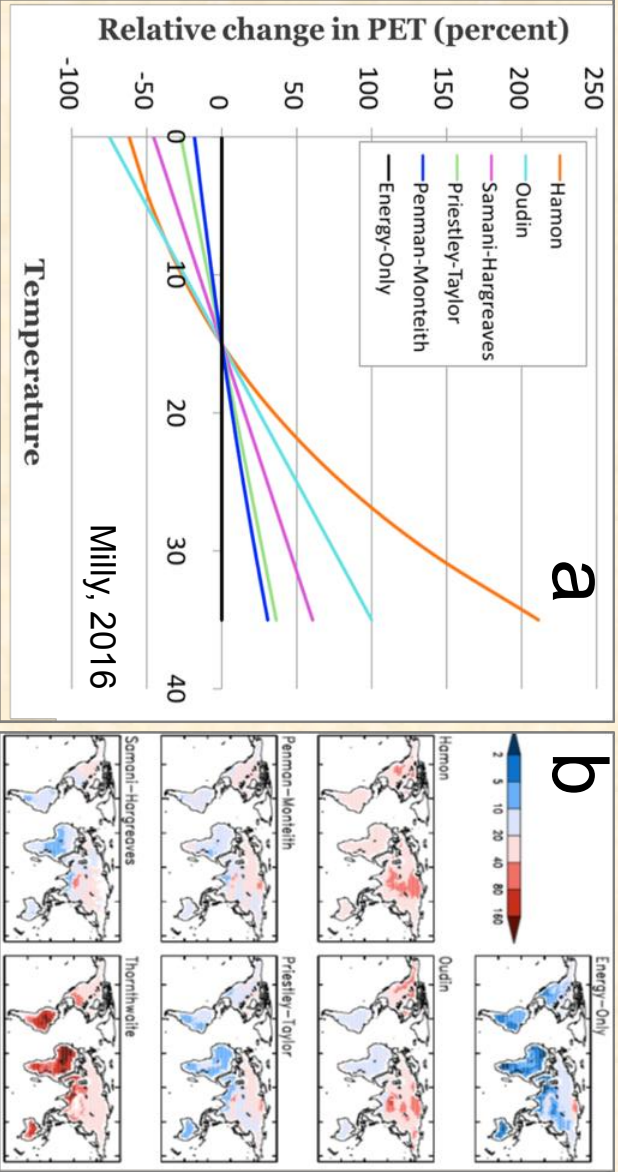 a
Relative change in PET (percent)
250
200
150
100
50
0
-50
-100
Hamon
Oudin
Samani-Hargreaves
Priestley-Taylor
Penman-Monteith
Energy-Only
0
10
20
30
40
Temperature
Milly, 2016
b
2 5 10 20 40 80 160
Energy-Only
Hamon
Oudin
Penman-Monteith
Priestley-Taylor
Samani-Hargreaves
Thornthwaite